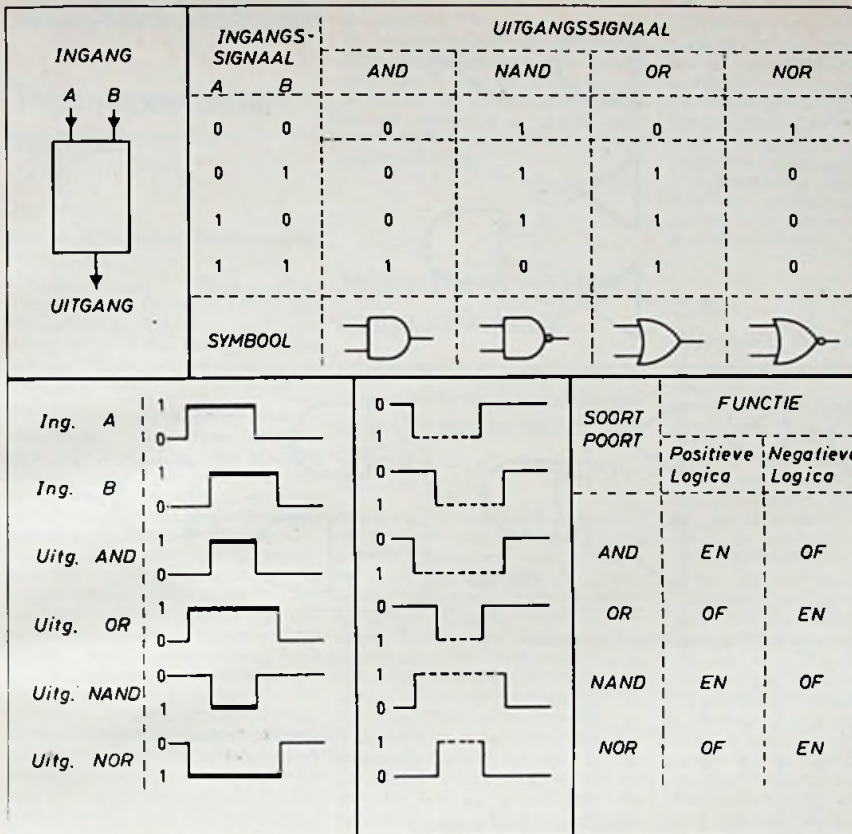 INGANG
A B
UITGANG
INGANGS-
SIGNAAL
A B
UITGANGSSIGNAAL
AND NAND OR NOR
0 0 0 1 0 1
0 1 0 1 1 0
1 0 0 1 1 0
1 1 1 0 1 0
SYMBOOL
Ing. A 1
0
Ing. B 1
0
Uitg. AND 1
0
Uitg. OR 1
0
Uitg. NAND 0
1
Uitg. NOR 0
1
0
1
0
1
0
1
0
1
1
0
1
0
SOORT
POORT
FUNCTIE
Positieve
Logica
Negatieve
Logica
AND EN OF
OR OF EN
NAND EN OF
NOR OF EN